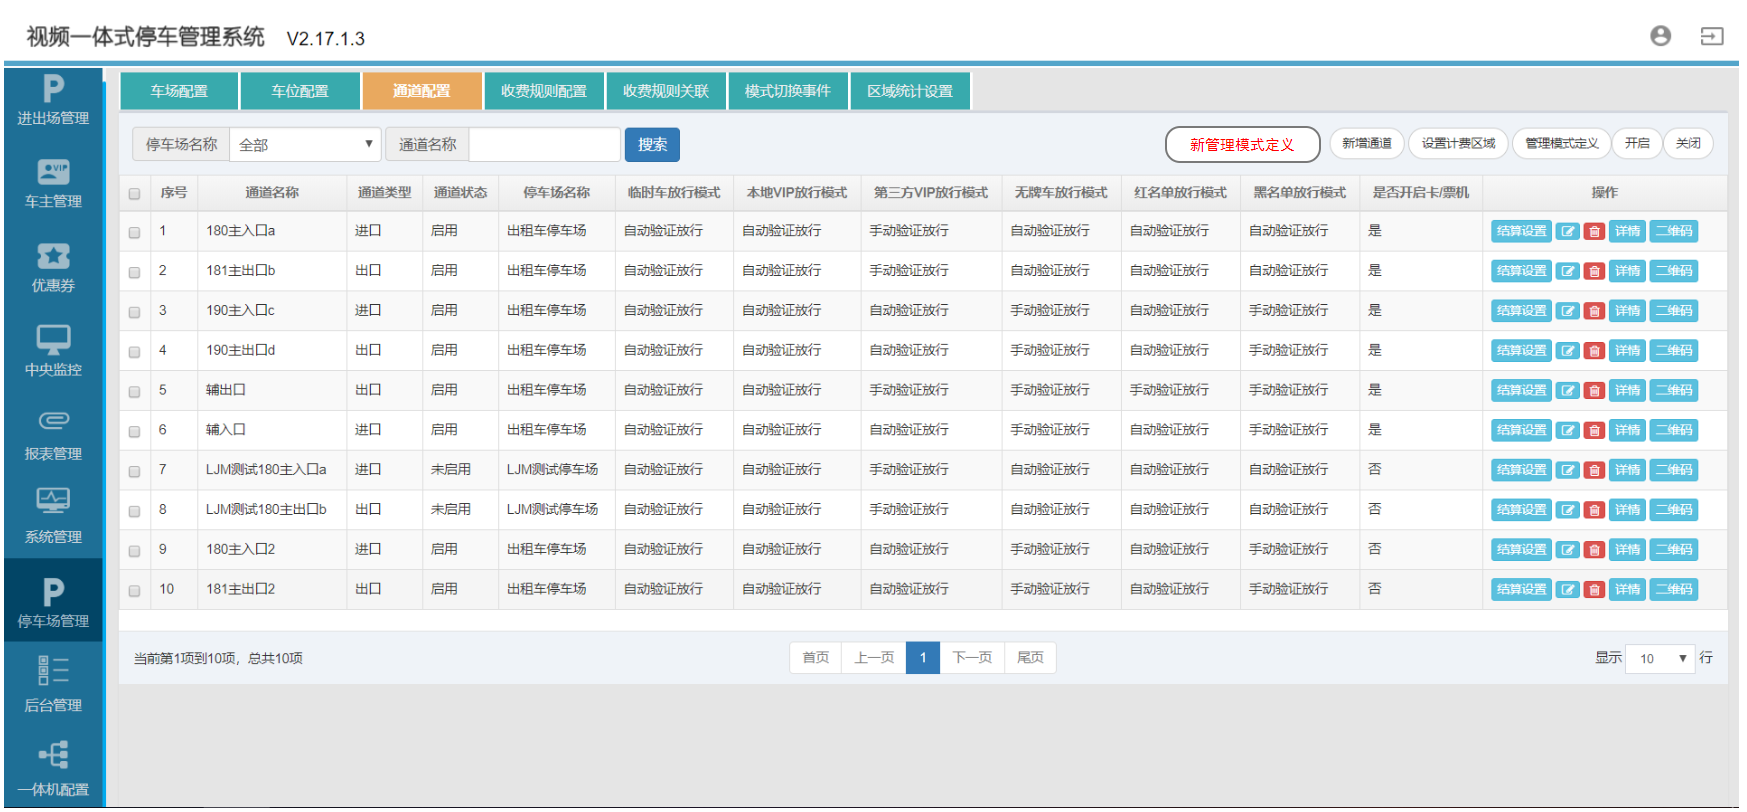 视频一体式停车管理系统 V2.17.1.3
进出场管理
车主管理
优惠券
中央监控
报表管理
系统管理
停车场管理
后台管理
一体机配置
车场配置 车位配置 通道配置 收费规则配置 收费规则关联 模式切换事件 区域统计设置
停车场名称 全部 通道名称 搜索 新管理模式定义 新增通道 设置计费区域 管理模式定义 开启 关闭
序号 通道名称 通道类型 通道状态 停车场名称 临时车放行模式 本地VIP放行模式 第三方VIP放行模式 无牌车放行模式 红名单放行模式 黑名单放行模式 是否开启卡/票机 操作
1 180主入口a 进口 启用 出租车停车场 自动验证放行 自动验证放行 手动验证放行 自动验证放行 自动验证放行 自动验证放行 是 结算设置 详情 二维码
2 181主出口b 出口 启用 出租车停车场 自动验证放行 自动验证放行 手动验证放行 自动验证放行 自动验证放行 自动验证放行 是 结算设置 详情 二维码
3 190主入口c 进口 启用 出租车停车场 自动验证放行 自动验证放行 自动验证放行 手动验证放行 自动验证放行 手动验证放行 是 结算设置 详情 二维码
4 190主出口d 出口 启用 出租车停车场 自动验证放行 自动验证放行 自动验证放行 手动验证放行 自动验证放行 手动验证放行 是 结算设置 详情 二维码
5 辅出口 出口 启用 出租车停车场 自动验证放行 自动验证放行 手动验证放行 手动验证放行 手动验证放行 手动验证放行 是 结算设置 详情 二维码
6 辅入口 进口 启用 出租车停车场 自动验证放行 自动验证放行 自动验证放行 手动验证放行 自动验证放行 手动验证放行 是 结算设置 详情 二维码
7 LJM测试180主入口a 进口 未启用 LJM测试停车场 自动验证放行 自动验证放行 手动验证放行 自动验证放行 自动验证放行 自动验证放行 否 结算设置 详情 二维码
8 LJM测试180主出口b 出口 未启用 LJM测试停车场 自动验证放行 自动验证放行 手动验证放行 自动验证放行 自动验证放行 自动验证放行 否 结算设置 详情 二维码
9 180主入口2 进口 启用 出租车停车场 自动验证放行 自动验证放行 自动验证放行 手动验证放行 自动验证放行 手动验证放行 否 结算设置 详情 二维码
10 181主出口2 出口 启用 出租车停车场 自动验证放行 自动验证放行 自动验证放行 手动验证放行 自动验证放行 手动验证放行 否 结算设置 详情 二维码
当前第1项到10项，总共10项 首页 上一页 1 下一页 尾页 显示 10 行